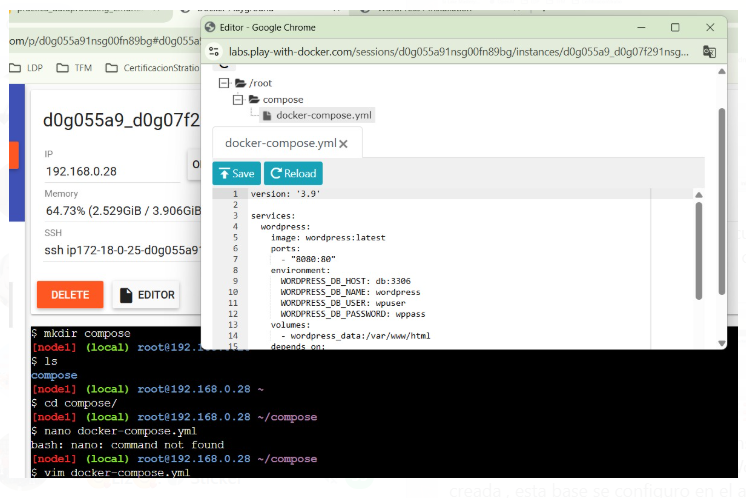 Editor - Google Chrome
om/p/d0g055a91nsg00fn89bg#d0g055a
labs.play-with-docker.com/sessions/d0g055a91nsg00fn89bg/instances/d0g055a9_d0g07f291nsg...
LDP TFM CertificacionStratio
/root
compose
docker-compose.yml
d0g055a9_d0g07f2
docker-compose.yml
IP
192.168.0.28
Save Reload
Memory
64.73% (2.529GiB / 3.906GiB
SSH
ssh ip172-18-0-25-d0g055a91
DELETE EDITOR
1 version: '3.9'
2
3 services:
4 wordpress:
5 image: wordpress:latest
6 ports:
7 - "8080:80"
8 environment:
9 WORDPRESS_DB_HOST: db:3306
10 WORDPRESS_DB_NAME: wordpress
11 WORDPRESS_DB_USER: wpuser
12 WORDPRESS_DB_PASSWORD: wppass
13 volumes:
14 - wordpress_data:/var/www/html
15 depends_on:
$ mkdir compose
[node1] (local) root@192.168.0.28 ~
$ ls
compose
[node1] (local) root@192.168.0.28 ~
$ cd compose/
[node1] (local) root@192.168.0.28 ~/compose
$ nano docker-compose.yml
bash: nano: command not found
[node1] (local) root@192.168.0.28 ~/compose
$ vim docker-compose.yml
creada , esta base se configuro en el a